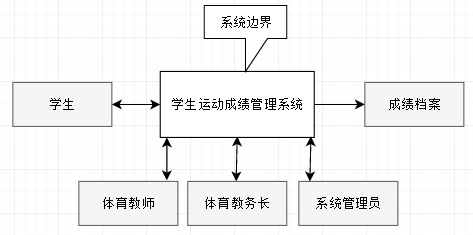 系统边界
学生
学生运动成绩管理系统
成绩档案
体育教师
体育教务长
系统管理员